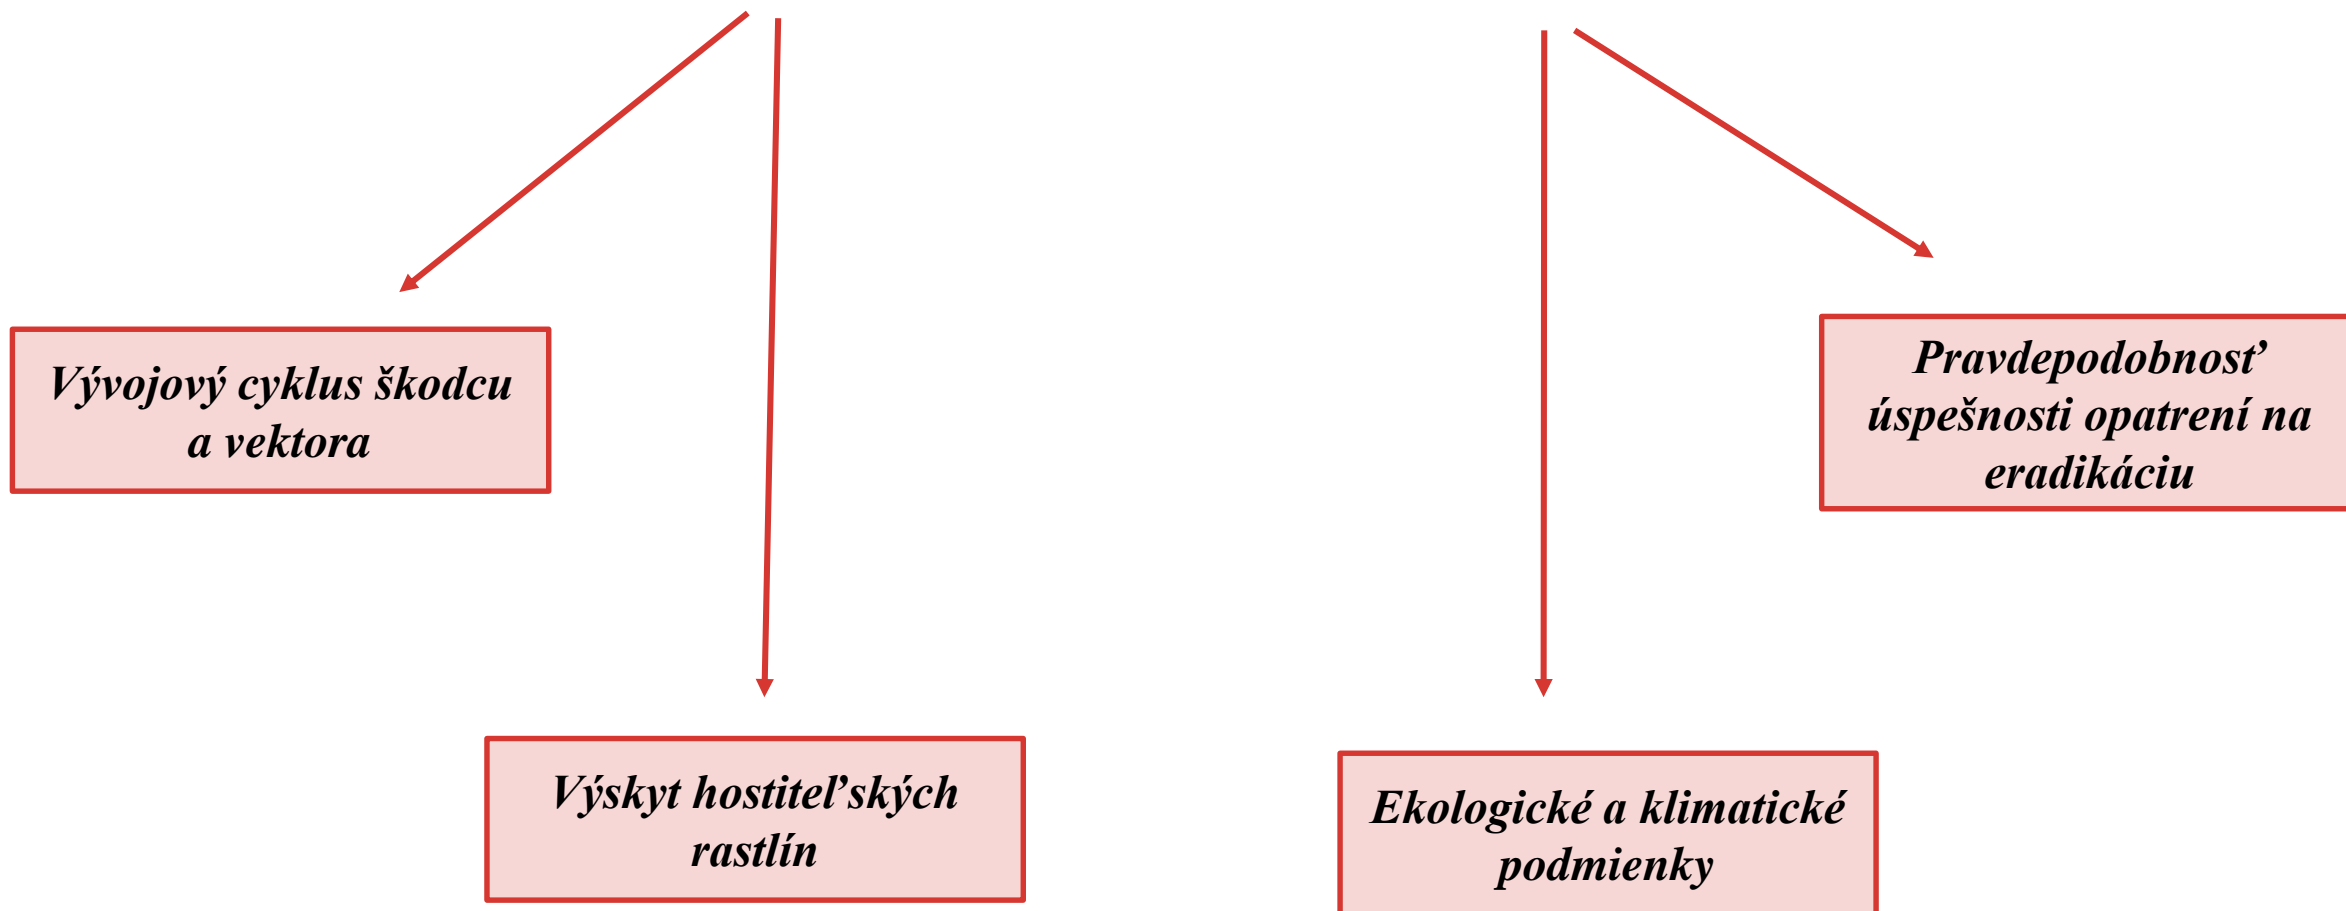 Vývojový cyklus škodcu
a vektora
Pravdepodobnosť
úspešnosti opatrení na
eradikáciu
Výskyt hostiteľských
rastlín
Ekologické a klimatické
podmienky